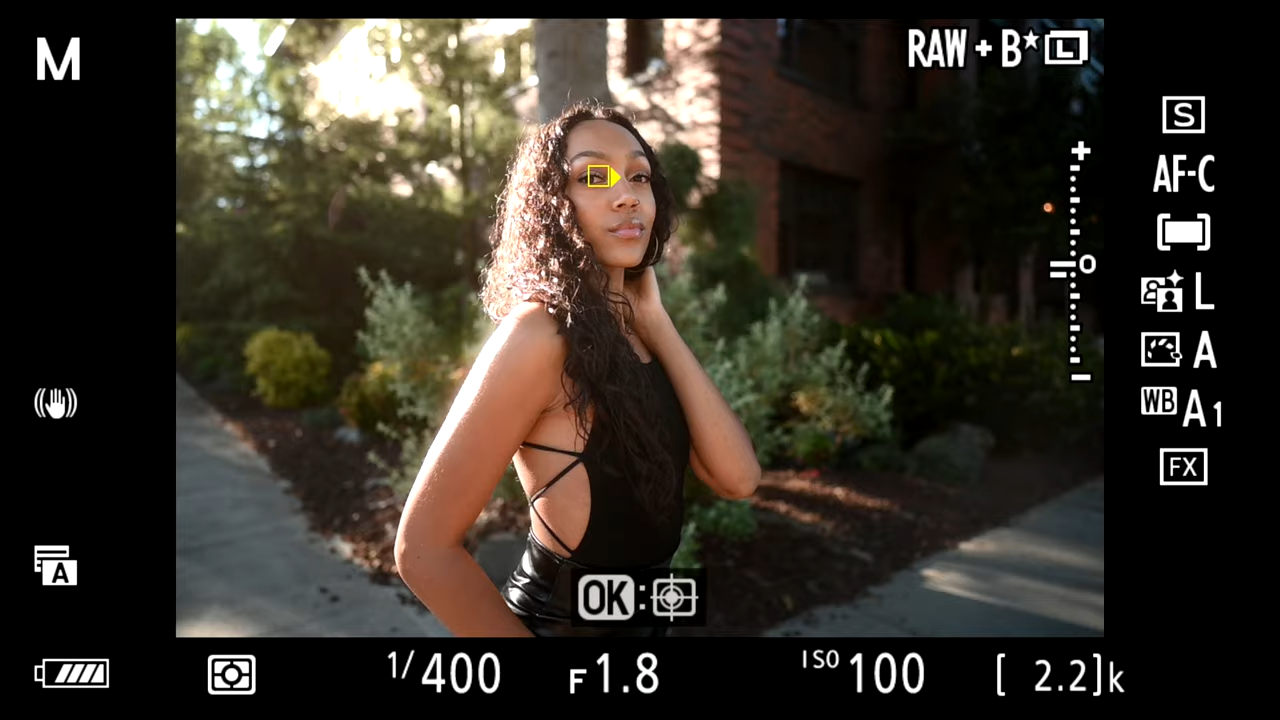 M
RAW + B★ L
S
AF-C
L
A
WB A1
FX
A
OK:
1/400 F1.8 ISO 100 [ 2.2]k